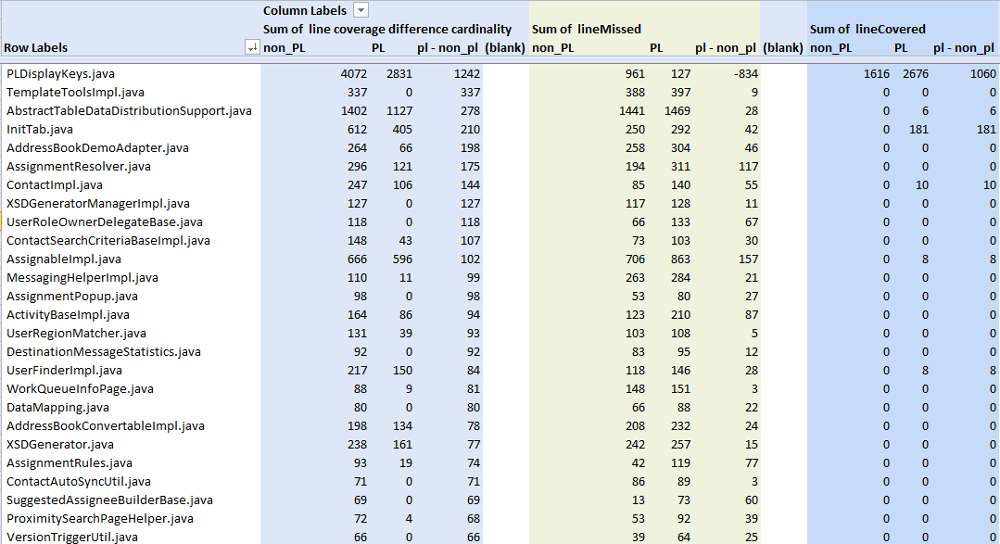 Column Labels
Sum of line coverage difference cardinality Sum of lineMissed Sum of lineCovered
Row Labels non_PL PL pl - non_pl (blank) non_PL PL pl - non_pl (blank) non_PL PL pl - non_pl
PLDisplayKeys.java 4072 2831 1242 961 127 -834 1616 2676 1060
TemplateToolsImpl.java 337 0 337 388 397 9 0 0 0
AbstractTableDataDistributionSupport.java 1402 1127 278 1441 1469 28 0 6 6
InitTab.java 612 405 210 250 292 42 0 181 181
AddressBookDemoAdapter.java 264 66 198 258 304 46 0 0 0
AssignmentResolver.java 296 121 175 194 311 117 0 0 0
ContactImpl.java 247 106 144 85 140 55 0 10 10
XSDGeneratorManagerImpl.java 127 0 127 117 128 11 0 0 0
UserRoleOwnerDelegateBase.java 118 0 118 66 133 67 0 0 0
ContactSearchCriteriaBaseImpl.java 148 43 107 73 103 30 0 0 0
AssignableImpl.java 666 596 102 706 863 157 0 8 8
MessagingHelperImpl.java 110 11 99 263 284 21 0 0 0
AssignmentPopup.java 98 0 98 53 80 27 0 0 0
ActivityBaseImpl.java 164 86 94 123 210 87 0 0 0
UserRegionMatcher.java 131 39 93 103 108 5 0 0 0
DestinationMessageStatistics.java 92 0 92 83 95 12 0 0 0
UserFinderImpl.java 217 150 84 118 146 28 0 8 8
WorkQueueInfoPage.java 88 9 81 148 151 3 0 0 0
DataMapping.java 80 0 80 66 88 22 0 0 0
AddressBookConvertableImpl.java 198 134 78 208 232 24 0 0 0
XSDGenerator.java 238 161 77 242 257 15 0 0 0
AssignmentRules.java 93 19 74 42 119 77 0 0 0
ContactAutoSyncUtil.java 71 0 71 86 89 3 0 0 0
SuggestedAssigneeBuilderBase.java 69 0 69 13 73 60 0 0 0
ProximitySearchPageHelper.java 72 4 68 53 92 39 0 0 0
VersionTriggerUtil.java 66 0 66 39 64 25 0 0 0